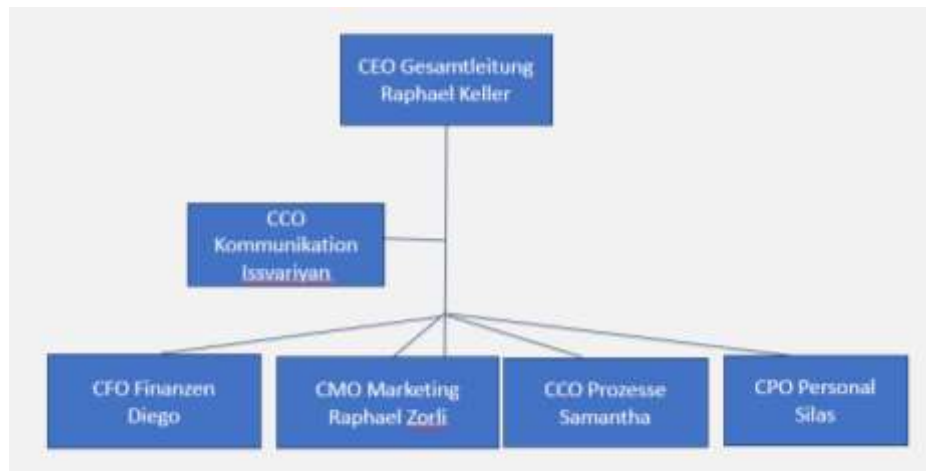 CEO Gesamtleitung
Raphael Keller
CCO
Kommunikation
Issvariyan
CFO Finanzen
Diego
CMO Marketing
Raphael Zorli
CCO Prozesse
Samantha
CPO Personal
Silas